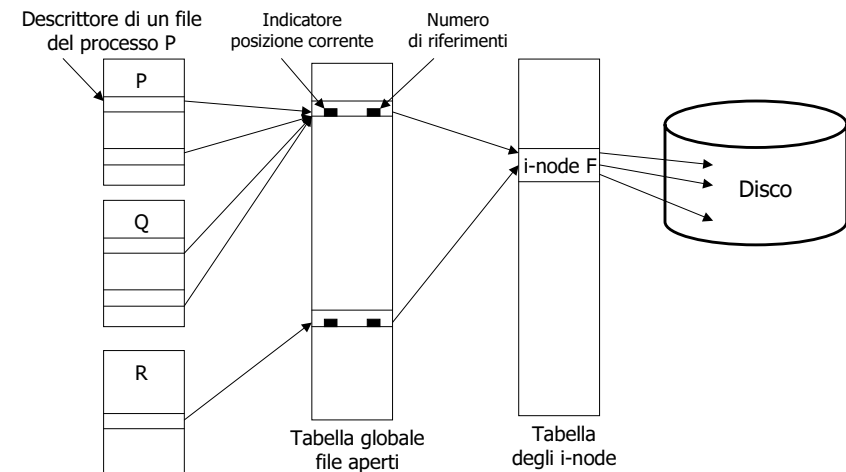 Descrittore di un file
del processo P
Indicatore
posizione corrente
Numero
di riferimenti
P
Q
R
i-node F
Disco
Tabella globale
file aperti
Tabella
degli i-node